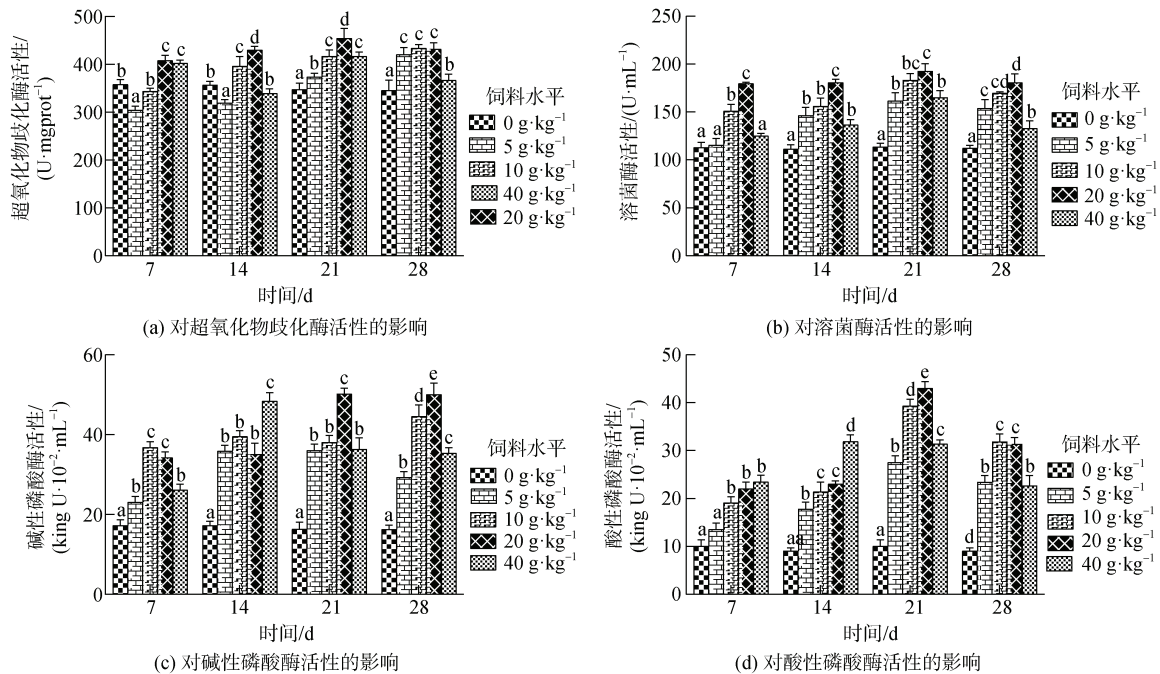 超氧化物歧化酶活性/
(U·mgprot⁻¹)
500
400
300
400
300
0
b a b c c
b a c d b
a b c d c
a c c c b
7 14 21 28
时间/d
饲料水平
0 g·kg⁻¹
5 g·kg⁻¹
10 g·kg⁻¹
40 g·kg⁻¹
20 g·kg⁻¹
(a) 对超氧化物歧化酶活性的影响
溶菌酶活性/(U·mL⁻¹)
250
200
150
100
50
0
a a b c a
a b b c b
a b bc c b
a c cd d b
7 14 21 28
时间/d
饲料水平
0 g·kg⁻¹
5 g·kg⁻¹
10 g·kg⁻¹
20 g·kg⁻¹
40 g·kg⁻¹
(b) 对溶菌酶活性的影响
碱性磷酸酶活性/
(king U·10⁻²·mL⁻¹)
60
40
20
0
a b c c b
a b b b c
a b b c b
a b d e c
7 14 21 28
时间/d
饲料水平
0 g·kg⁻¹
5 g·kg⁻¹
10 g·kg⁻¹
20 g·kg⁻¹
40 g·kg⁻¹
(c) 对碱性磷酸酶活性的影响
酸性磷酸酶活性/
(king U·10⁻²·mL⁻¹)
50
40
30
20
10
0
a a b b b
aa b c c d
a b d e c
d b c c b
7 14 21 28
时间/d
饲料水平
0 g·kg⁻¹
5 g·kg⁻¹
10 g·kg⁻¹
20 g·kg⁻¹
40 g·kg⁻¹
(d) 对酸性磷酸酶活性的影响